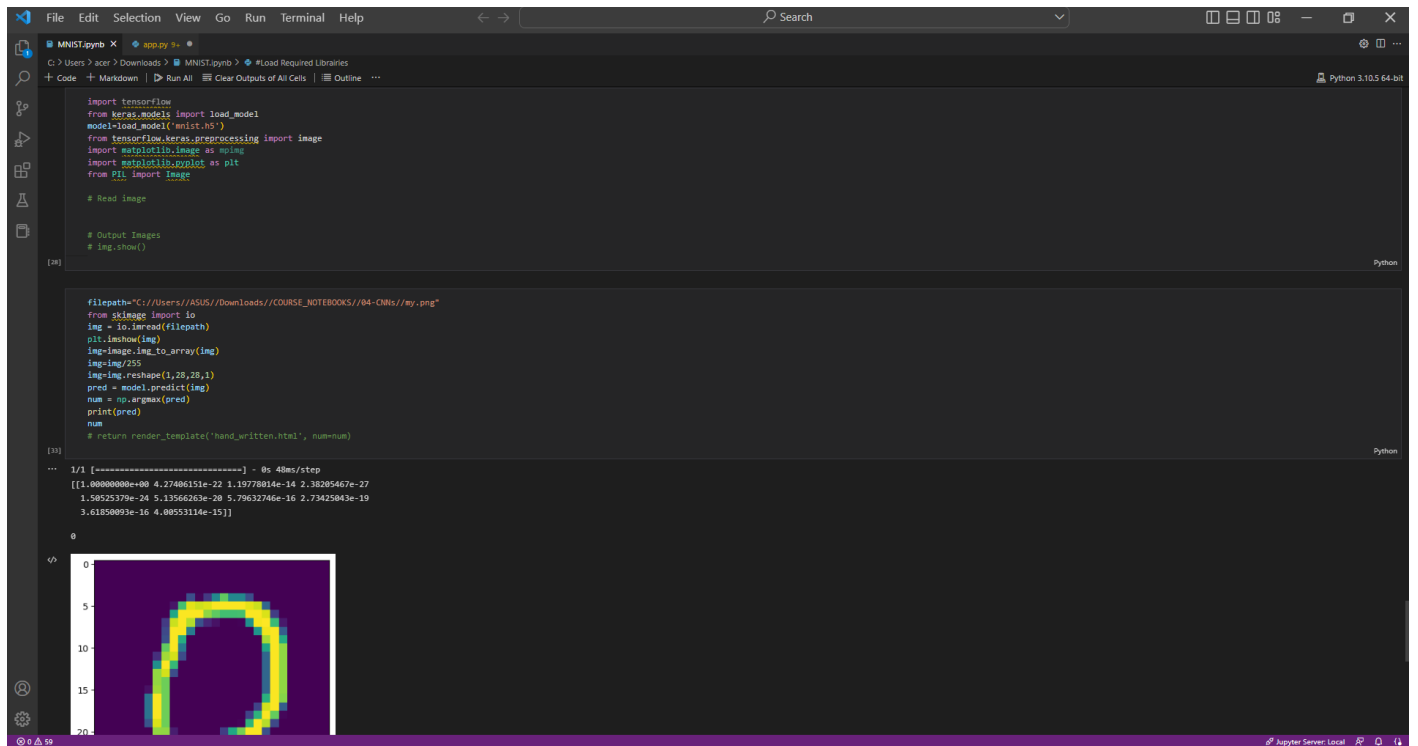 File Edit Selection View Go Run Terminal Help
Search
MNIST.ipynb
app.py 9+
C: > Users > acer > Downloads > MNIST.ipynb > #Load Required Librairies
+ Code + Markdown | Run All Clear Outputs of All Cells | Outline ...
Python 3.10.5 64-bit
import tensorflow
from keras.models import load_model
model=load_model('mnist.h5')
from tensorflow.keras.preprocessing import image
import matplotlib.image as mpimg
import matplotlib.pyplot as plt
from PIL import Image
# Read image
# Output Images
# img.show()
[28]
Python
filepath="C://Users//ASUS//Downloads//COURSE_NOTEBOOKS//04-CNNs//my.png"
from skimage import io
img = io.imread(filepath)
plt.imshow(img)
img=image.img_to_array(img)
img=img/255
img=img.reshape(1,28,28,1)
pred = model.predict(img)
num = np.argmax(pred)
print(pred)
num
# return render_template('hand_written.html', num=num)
[33]
Python
... 1/1 [==============================] - 0s 48ms/step
[[1.00000000e+00 4.27406151e-22 1.19778014e-14 2.38205467e-27
1.50525379e-24 5.13566263e-20 5.79632746e-16 2.73425043e-19
3.61850093e-16 4.00553114e-15]]
0
0
5
10
15
20
0 59
Jupyter Server: Local